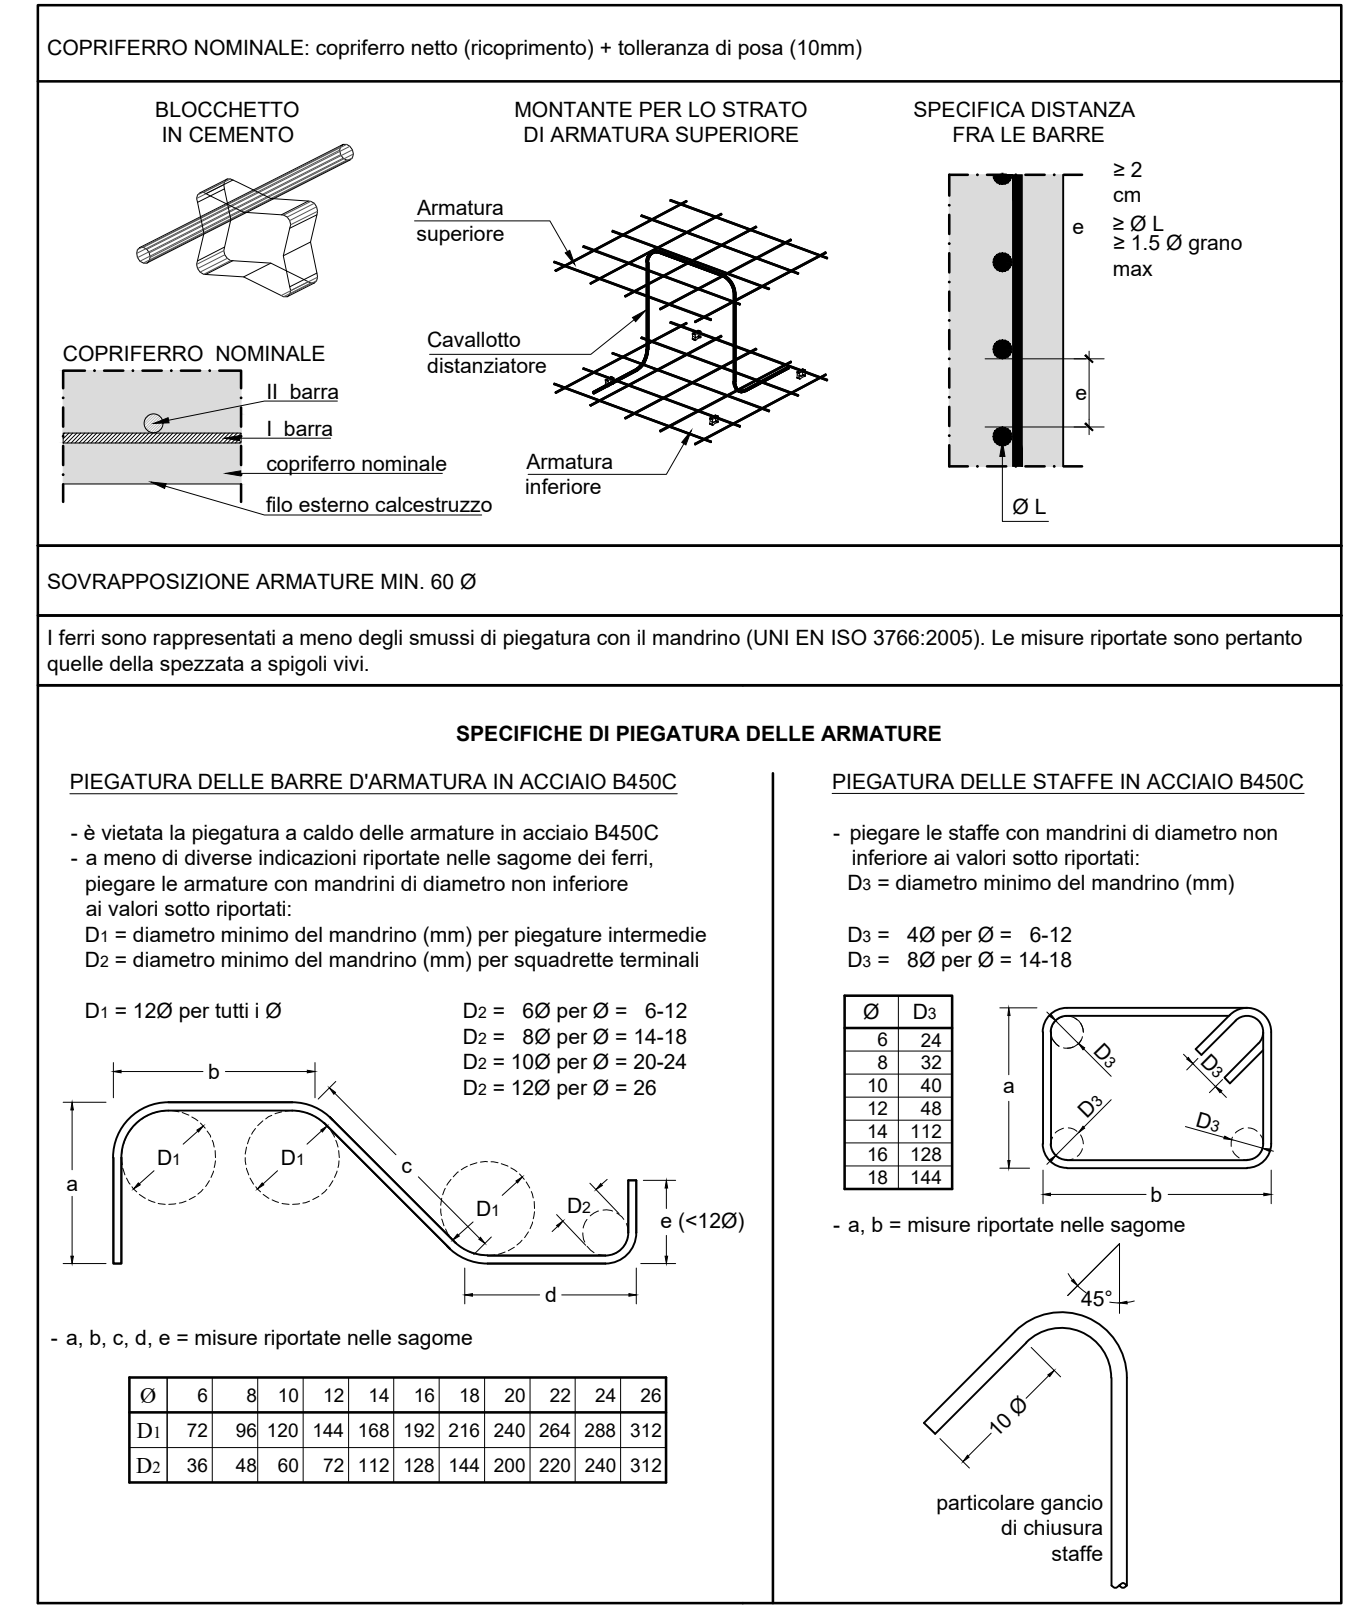 COPRIFERRO NOMINALE: copriferro netto (ricoprimento) + tolleranza di posa (10mm)
BLOCCHETTO
IN CEMENTO
MONTANTE PER LO STRATO
DI ARMATURA SUPERIORE
SPECIFICA DISTANZA
FRA LE BARRE
Armatura
superiore
Cavallotto
distanziatore
Armatura
inferiore
≥ 2
cm
≥ Ø L
≥ 1.5 Ø grano
max
e
e
Ø L
COPRIFERRO NOMINALE
II barra
I barra
copriferro nominale
filo esterno calcestruzzo
SOVRAPPOSIZIONE ARMATURE MIN. 60 Ø
I ferri sono rappresentati a meno degli smussi di piegatura con il mandrino (UNI EN ISO 3766:2005). Le misure riportate sono pertanto
quelle della spezzata a spigoli vivi.
SPECIFICHE DI PIEGATURA DELLE ARMATURE
PIEGATURA DELLE BARRE D'ARMATURA IN ACCIAIO B450C
- è vietata la piegatura a caldo delle armature in acciaio B450C
- a meno di diverse indicazioni riportate nelle sagome dei ferri,
piegare le armature con mandrini di diametro non inferiore
ai valori sotto riportati:
D1 = diametro minimo del mandrino (mm) per piegature intermedie
D2 = diametro minimo del mandrino (mm) per squadrette terminali
D1 = 12Ø per tutti i Ø
D2 = 6Ø per Ø = 6-12
D2 = 8Ø per Ø = 14-18
D2 = 10Ø per Ø = 20-24
D2 = 12Ø per Ø = 26
b
a
D1
D1
c
D1
D2
e (<12Ø)
d
- a, b, c, d, e = misure riportate nelle sagome
Ø 6 8 10 12 14 16 18 20 22 24 26
D1 72 96 120 144 168 192 216 240 264 288 312
D2 36 48 60 72 112 128 144 200 220 240 312
PIEGATURA DELLE STAFFE IN ACCIAIO B450C
- piegare le staffe con mandrini di diametro non
inferiore ai valori sotto riportati:
D3 = diametro minimo del mandrino (mm)
D3 = 4Ø per Ø = 6-12
D3 = 8Ø per Ø = 14-18
Ø D3
6 24
8 32
10 40
12 48
14 112
16 128
18 144
a
D3
D3
D3
D3
b
- a, b = misure riportate nelle sagome
45°
10 Ø
particolare gancio
di chiusura
staffe